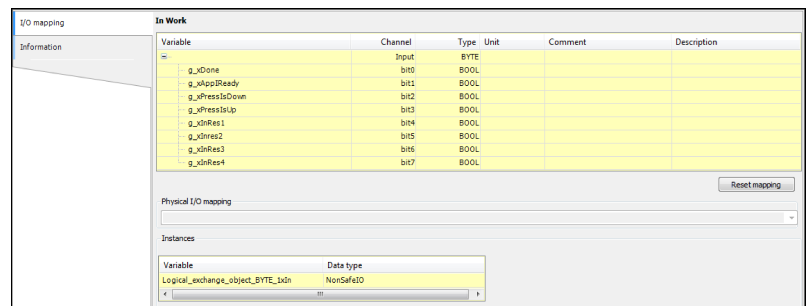 I/O mapping
Information
In Work
Variable Channel Type Unit Comment Description
Input BYTE
g_xDone bit0 BOOL
g_xApplReady bit1 BOOL
g_xPressIsDown bit2 BOOL
g_xPressIsUp bit3 BOOL
g_xInRes1 bit4 BOOL
g_xInres2 bit5 BOOL
g_xInRes3 bit6 BOOL
g_xInRes4 bit7 BOOL
Reset mapping
Physical I/O mapping
Instances
Variable Data type
Logical_exchange_object_BYTE_1xIn NonSafeIO